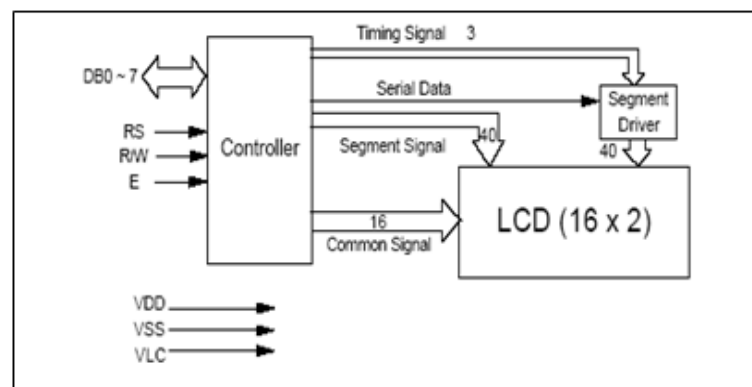 Timing Signal 3
DB0 ~ 7
Serial Data
Segment
Driver
RS
R/W
E
Controller
40
Segment Signal
40
LCD (16 x 2)
16
Common Signal
VDD
VSS
VLC